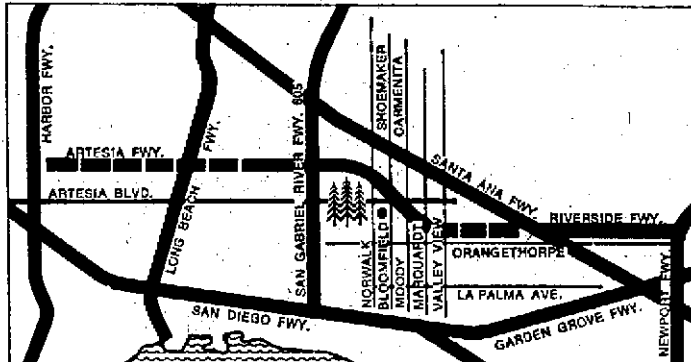 HARBOR FWY.
ARTESIA FWY.
ARTESIA BLVD.
LONG BEACH FWY.
SAN GABRIEL RIVER FWY. 605
SHOEMAKER
CARMENITA
SANTA ANA FWY.
RIVERSIDE FWY.
ORANGETHORPE
NORWALK
BLOOMFIELD
MOODY
MARQUARDT
VALLEY VIEW
LA PALMA AVE.
SAN DIEGO FWY.
GARDEN GROVE FWY.
NEWPORT FWY.